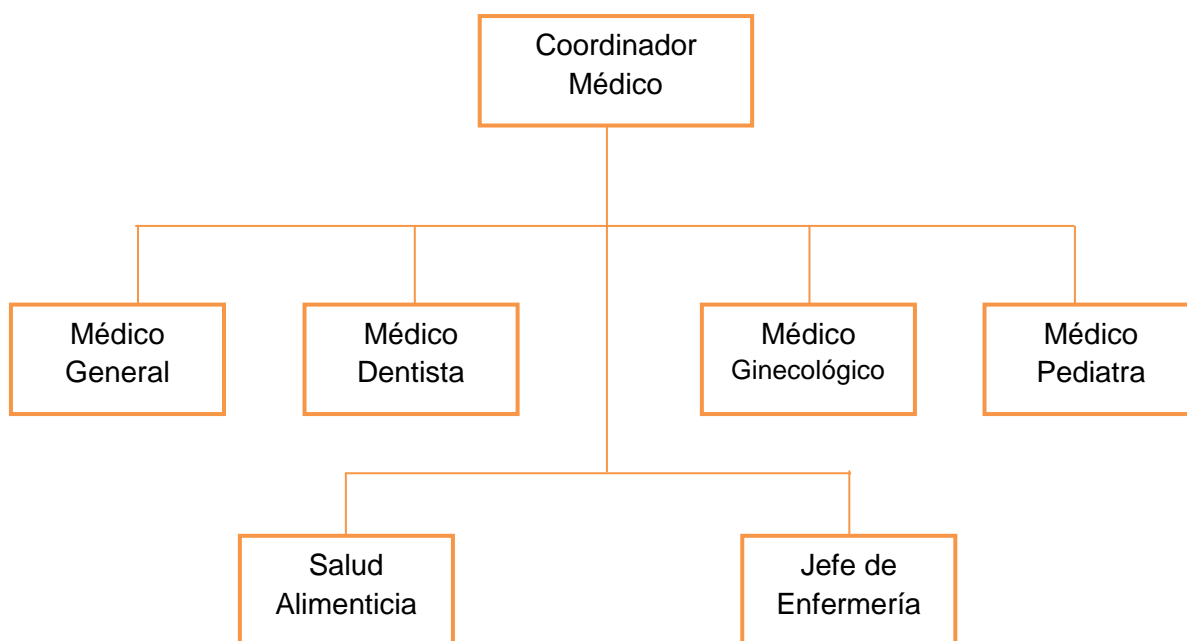 Coordinador
Médico
Médico
General
Médico
Dentista
Médico
Ginecológico
Médico
Pediatra
Salud
Alimenticia
Jefe de
Enfermería